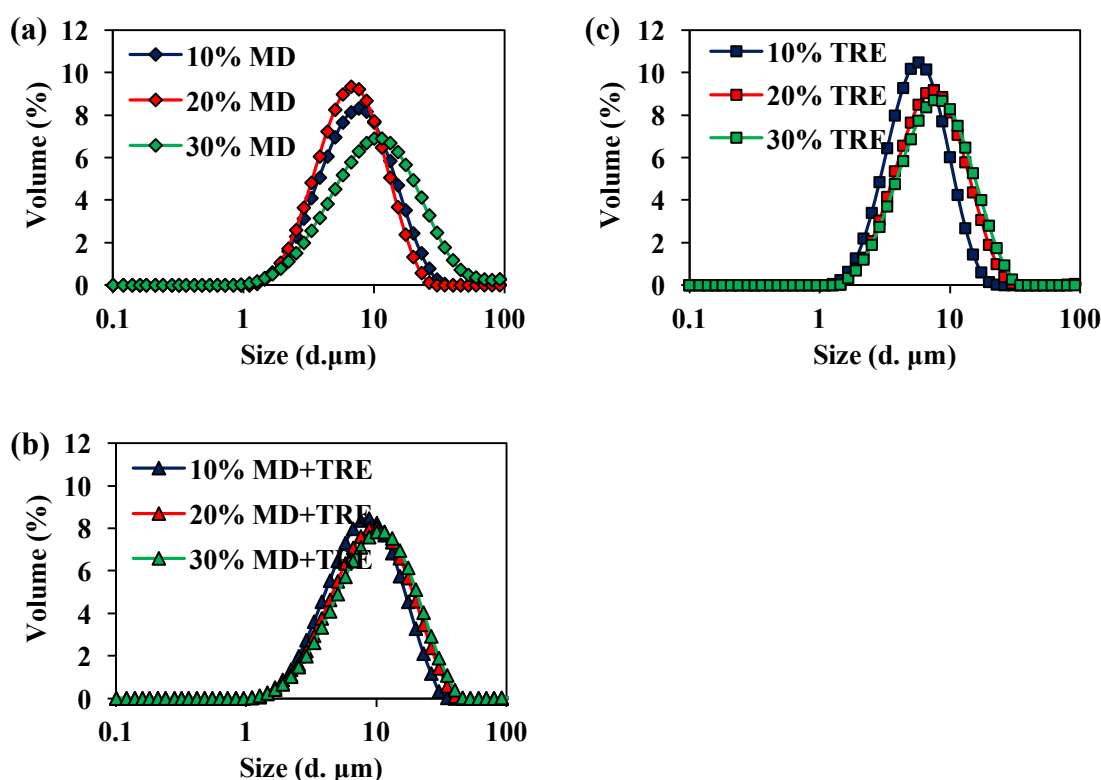 (a)
12
10
8
6
4
2
0
Volume (%)
10% MD
20% MD
30% MD
0.1 1 10 100
Size (d.µm)
(c)
12
10
8
6
4
2
0
Volume (%)
10% TRE
20% TRE
30% TRE
0.1 1 10 100
Size (d. µm)
(b)
12
10
8
6
4
2
0
Volume (%)
10% MD+TRE
20% MD+TRE
30% MD+TRE
0.1 1 10 100
Size (d. µm)